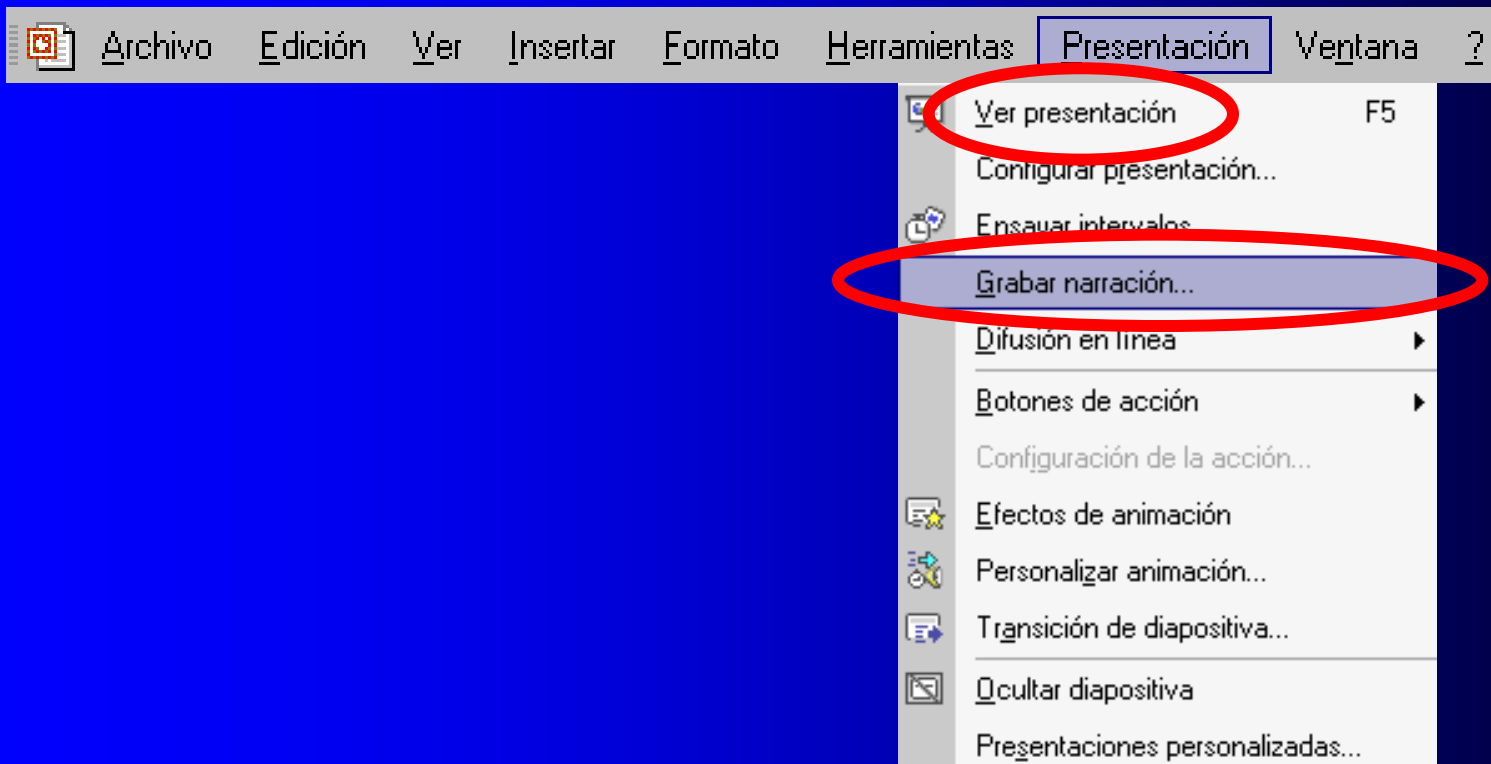 Archivo Edición Ver Insertar Formato Herramientas Presentación Ventana ?
Ver presentación F5
Configurar presentación...
Ensayar intervalos
Grabar narración...
Difusión en línea
Botones de acción
Configuración de la acción...
Efectos de animación
Personalizar animación...
Transición de diapositiva...
Ocultar diapositiva
Presentaciones personalizadas...